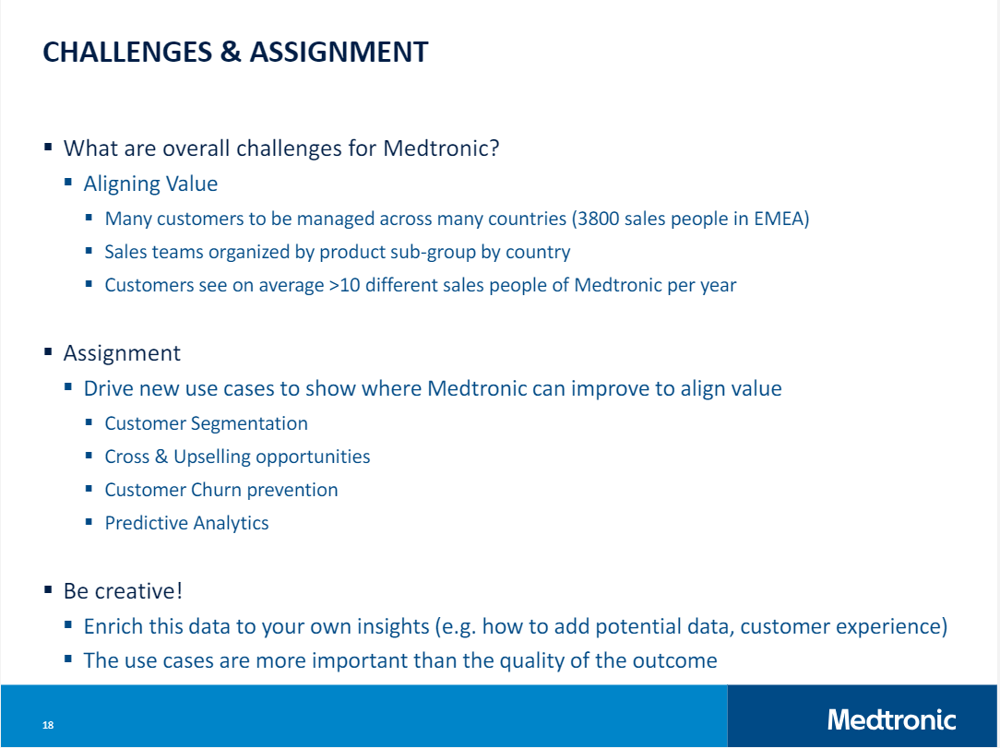 CHALLENGES & ASSIGNMENT
▪ What are overall challenges for Medtronic?
▪ Aligning Value
▪ Many customers to be managed across many countries (3800 sales people in EMEA)
▪ Sales teams organized by product sub-group by country
▪ Customers see on average >10 different sales people of Medtronic per year
▪ Assignment
▪ Drive new use cases to show where Medtronic can improve to align value
▪ Customer Segmentation
▪ Cross & Upselling opportunities
▪ Customer Churn prevention
▪ Predictive Analytics
▪ Be creative!
▪ Enrich this data to your own insights (e.g. how to add potential data, customer experience)
▪ The use cases are more important than the quality of the outcome
18
Medtronic